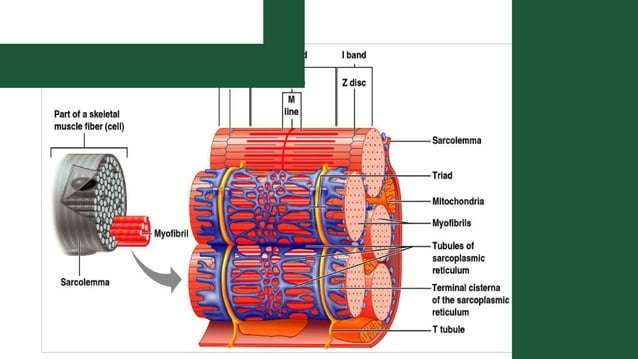 I band
Z disc
M
line
Part of a skeletal
muscle fiber (cell)
Sarcolemma
Triad
Mitochondria
Myofibrils
Myofibril
Tubules of
sarcoplasmic
reticulum
Sarcolemma
Terminal cisterna
of the sarcoplasmic
reticulum
T tubule